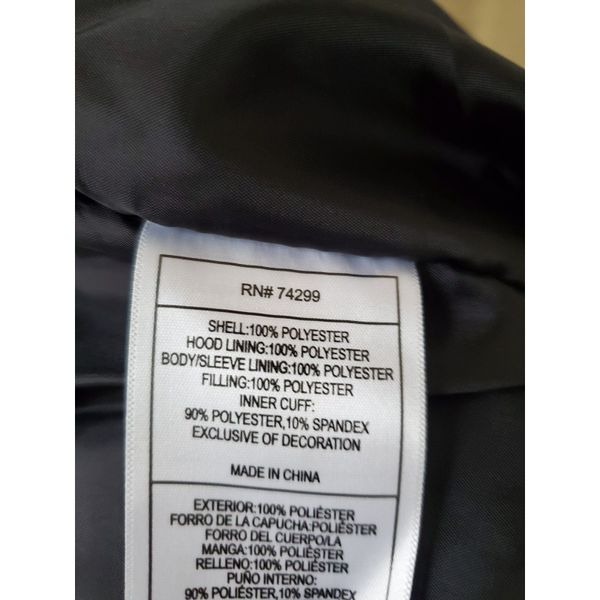 RN# 74299
SHELL:100% POLYESTER
HOOD LINING:100% POLYESTER
BODY/SLEEVE LINING:100% POLYESTER
FILLING:100% POLYESTER
INNER CUFF:
90% POLYESTER,10% SPANDEX
EXCLUSIVE OF DECORATION
MADE IN CHINA
EXTERIOR:100% POLIÉSTER
FORRO DE LA CAPUCHA:POLIÉSTER
FORRO DEL CUERPO/LA
MANGA:100% POLIÉSTER
RELLENO:100% POLIÉSTER
PUÑO INTERNO:
90% POLIÉSTER,10% SPANDEX